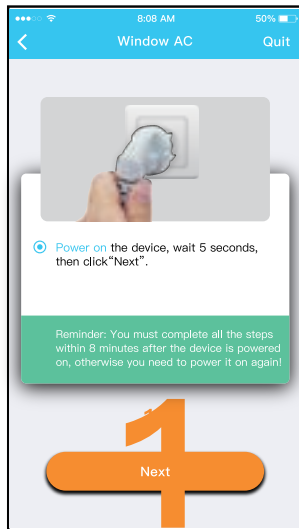 8:08 AM
50%
Window AC
Quit
Power on the device, wait 5 seconds,
then click“Next”.
Reminder: You must complete all the steps
within 8 minutes after the device is powered
on, otherwise you need to power it on again!
1
Next